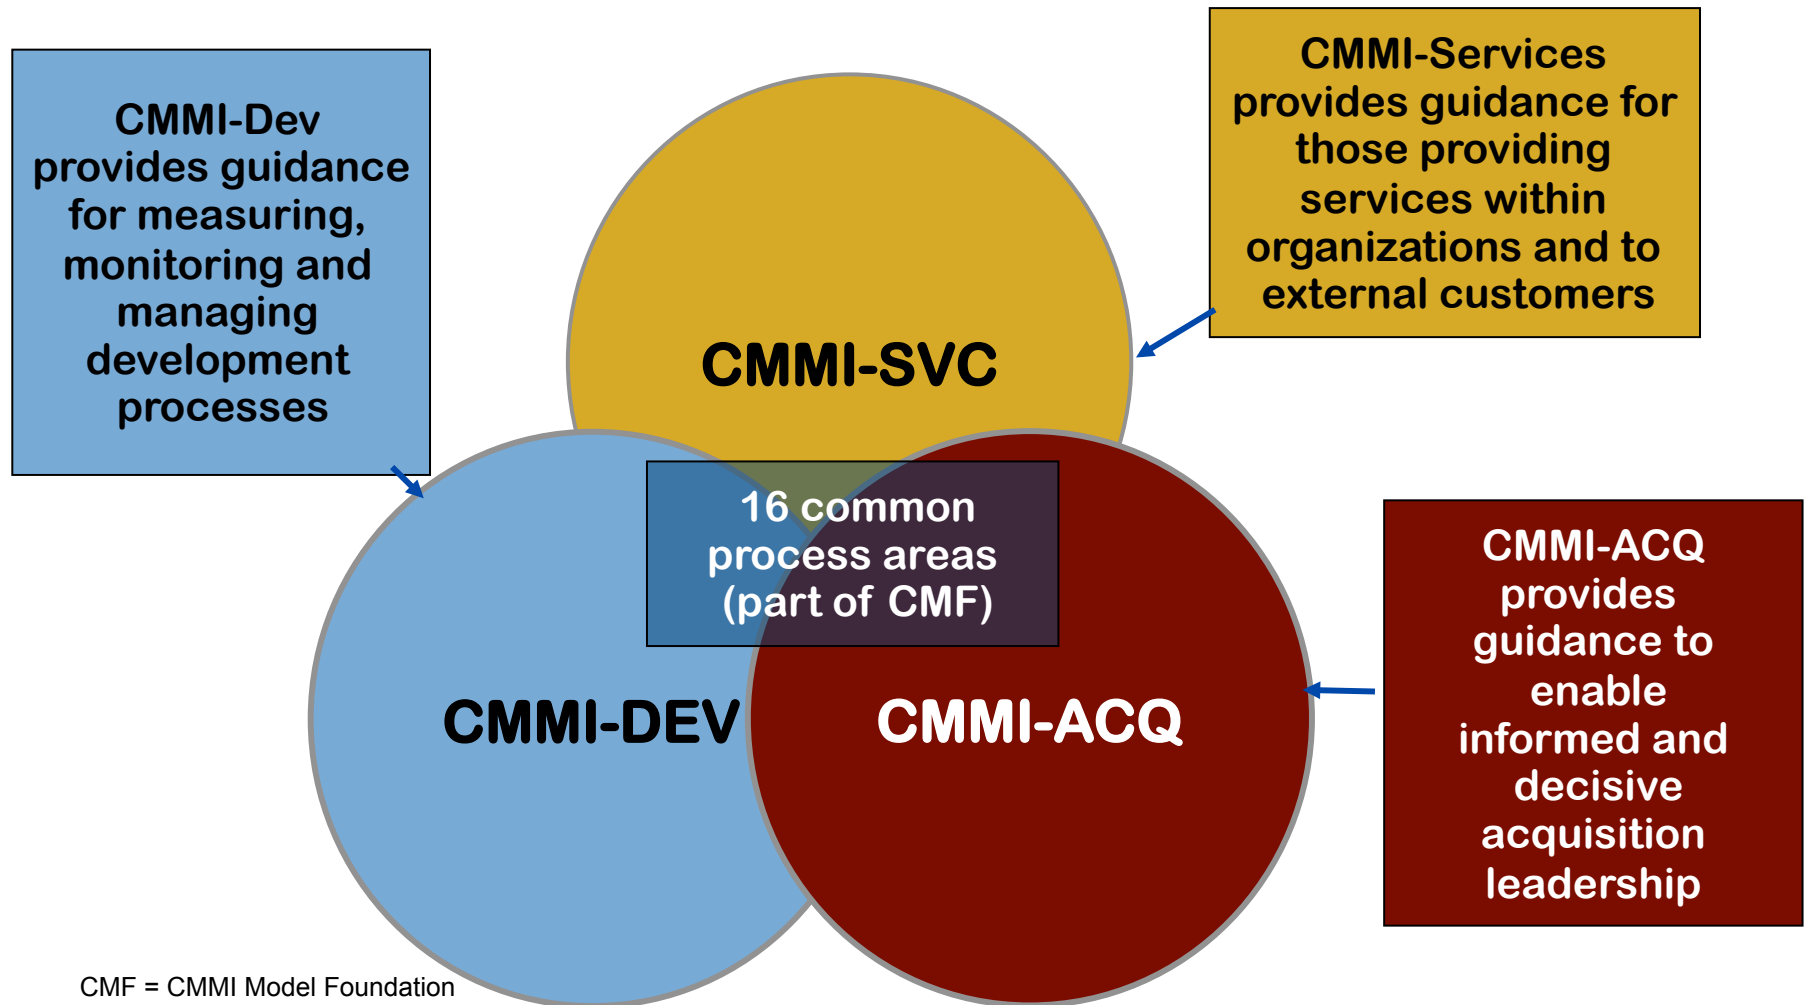 CMMI-Dev
provides guidance
for measuring,
monitoring and
managing
development
processes
CMMI-Services
provides guidance for
those providing
services within
organizations and to
external customers
CMMI-SVC
16 common
process areas
(part of CMF)
CMMI-DEV
CMMI-ACQ
CMMI-ACQ
provides
guidance to
enable
informed and
decisive
acquisition
leadership
CMF = CMMI Model Foundation